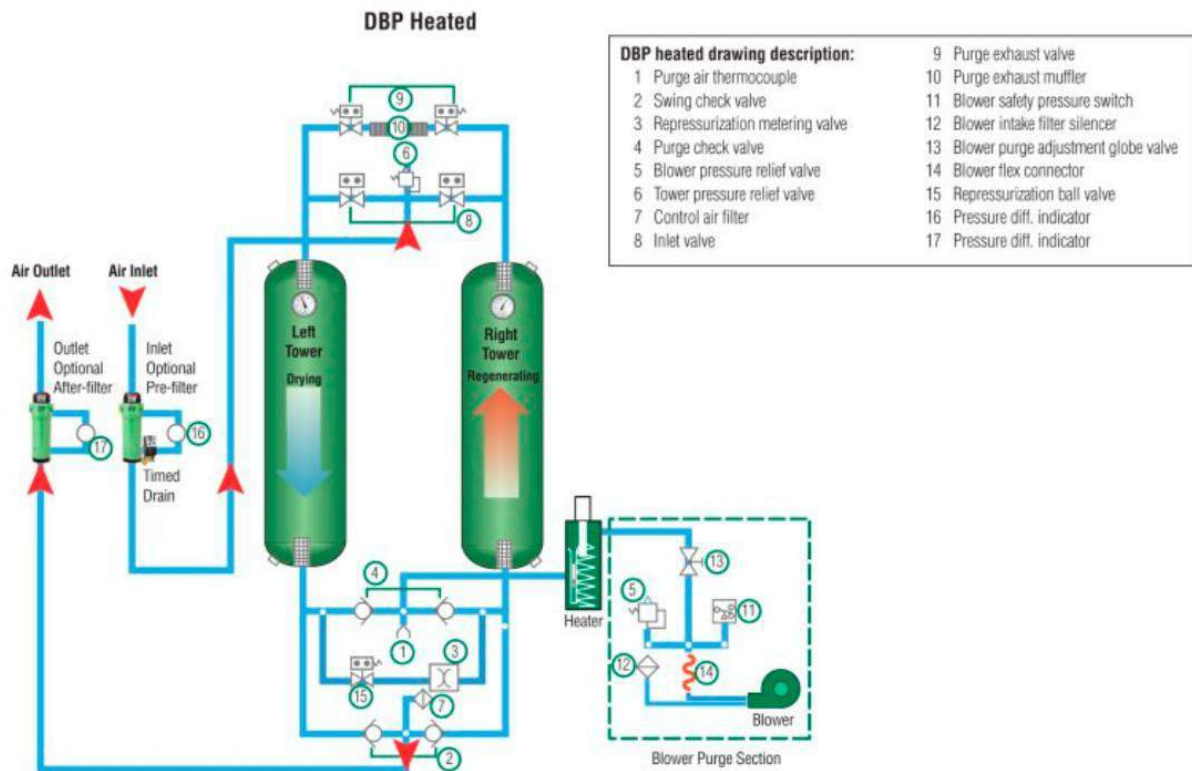 DBP Heated
DBP heated drawing description:
1 Purge air thermocouple
2 Swing check valve
3 Repressurization metering valve
4 Purge check valve
5 Blower pressure relief valve
6 Tower pressure relief valve
7 Control air filter
8 Inlet valve
9 Purge exhaust valve
10 Purge exhaust muffler
11 Blower safety pressure switch
12 Blower intake filter silencer
13 Blower purge adjustment globe valve
14 Blower flex connector
15 Repressurization ball valve
16 Pressure diff. indicator
17 Pressure diff. indicator
9
10
6
8
Air Outlet
Air Inlet
Outlet
Optional
After-filter
Inlet
Optional
Pre-filter
17
16
Timed
Drain
Left
Tower
Drying
Right
Tower
Regenerating
4
1
3
15
7
2
Heater
13
5
11
12
14
Blower
Blower Purge Section